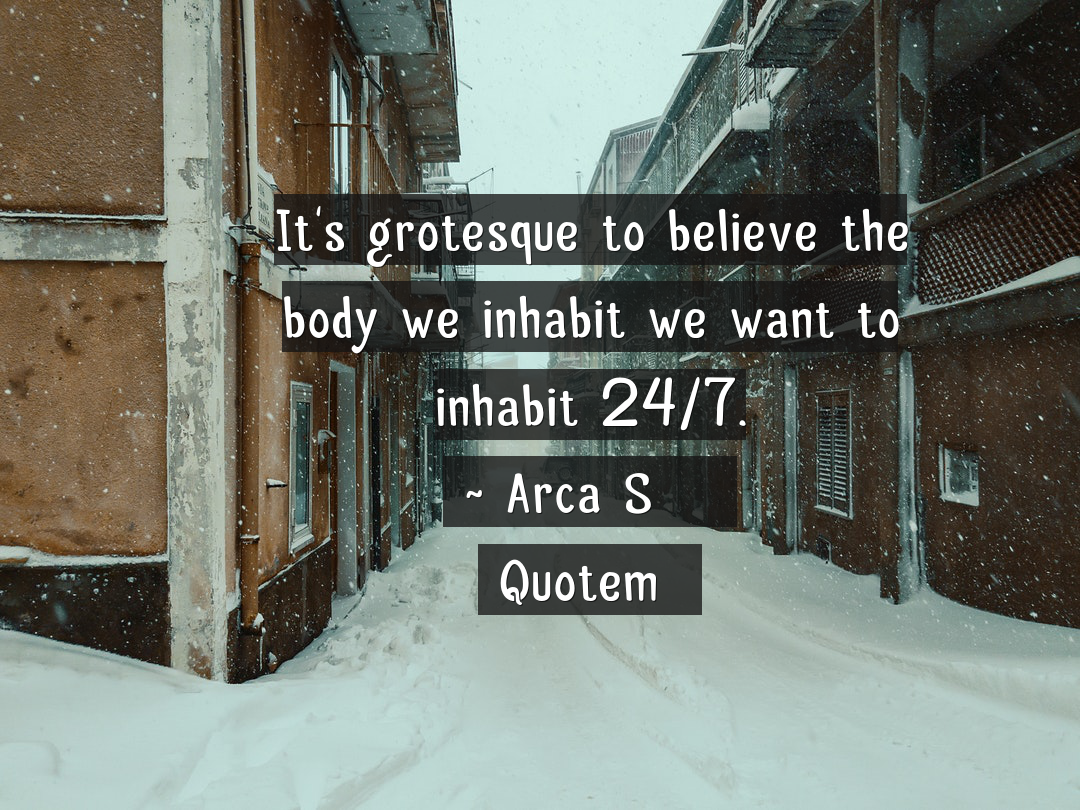 It's grotesque to believe the
body we inhabit we want to
inhabit 24/7.
~ Arca S
Quotem